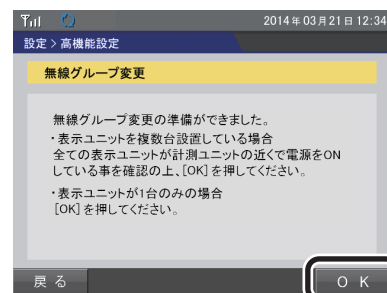 2014年03月21日 12:34
設定 > 高機能設定
無線グループ変更
無線グループ変更の準備ができました。
・表示ユニットを複数台設置している場合
全ての表示ユニットが計測ユニットの近くで電源をON
している事を確認の上、[OK]を押してください。
・表示ユニットが1台のみの場合
[OK]を押してください。
戻る
OK